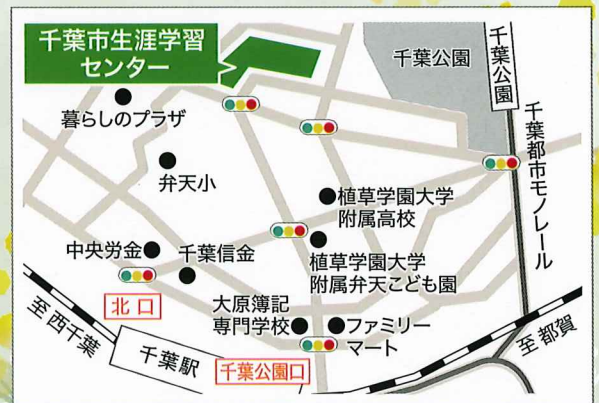 千葉市生涯学習
センター
千葉公園
千葉公園
千葉都市モノレール
暮らしのプラザ
弁天小
植草学園大学
附属高校
植草学園大学
附属弁天こども園
中央労金
千葉信金
北口
大原簿記
専門学校
ファミリー
マート
至西千葉
千葉駅
千葉公園口
至都賀